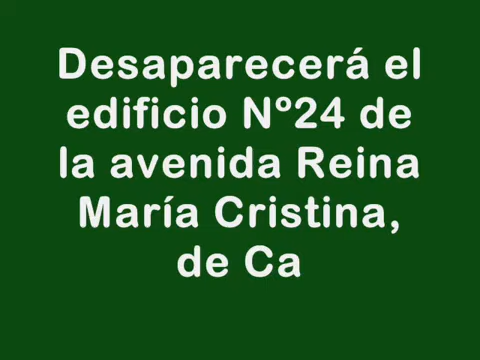 Desaparecerá el
edificio Nº24 de
la avenida Reina
María Cristina,
de Ca